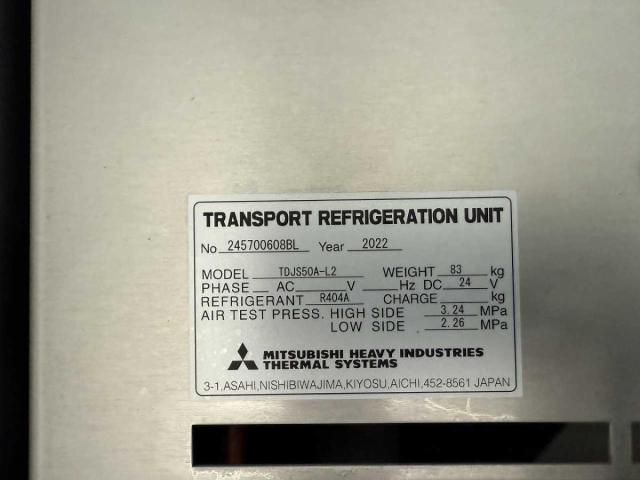 TRANSPORT REFRIGERATION UNIT
No 245700608BL Year 2022
MODEL TDJS50A-L2 WEIGHT 83 kg
PHASE AC V Hz DC 24 V
REFRIGERANT R404A CHARGE kg
AIR TEST PRESS. HIGH SIDE 3.24 MPa
LOW SIDE 2.26 MPa
MITSUBISHI HEAVY INDUSTRIES
THERMAL SYSTEMS
3-1,ASAHI,NISHIBIWAJIMA,KIYOSU,AICHI,452-8561 JAPAN